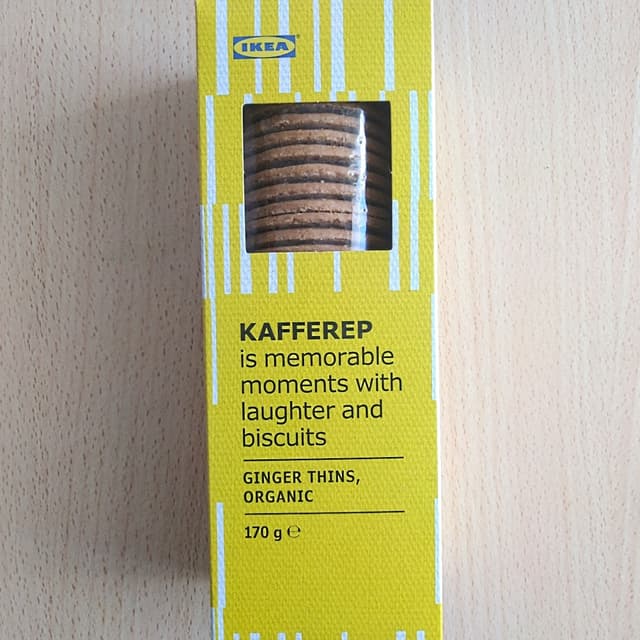 IKEA
KAFFEREP
is memorable
moments with
laughter and
biscuits
GINGER THINS,
ORGANIC
170 g ℮